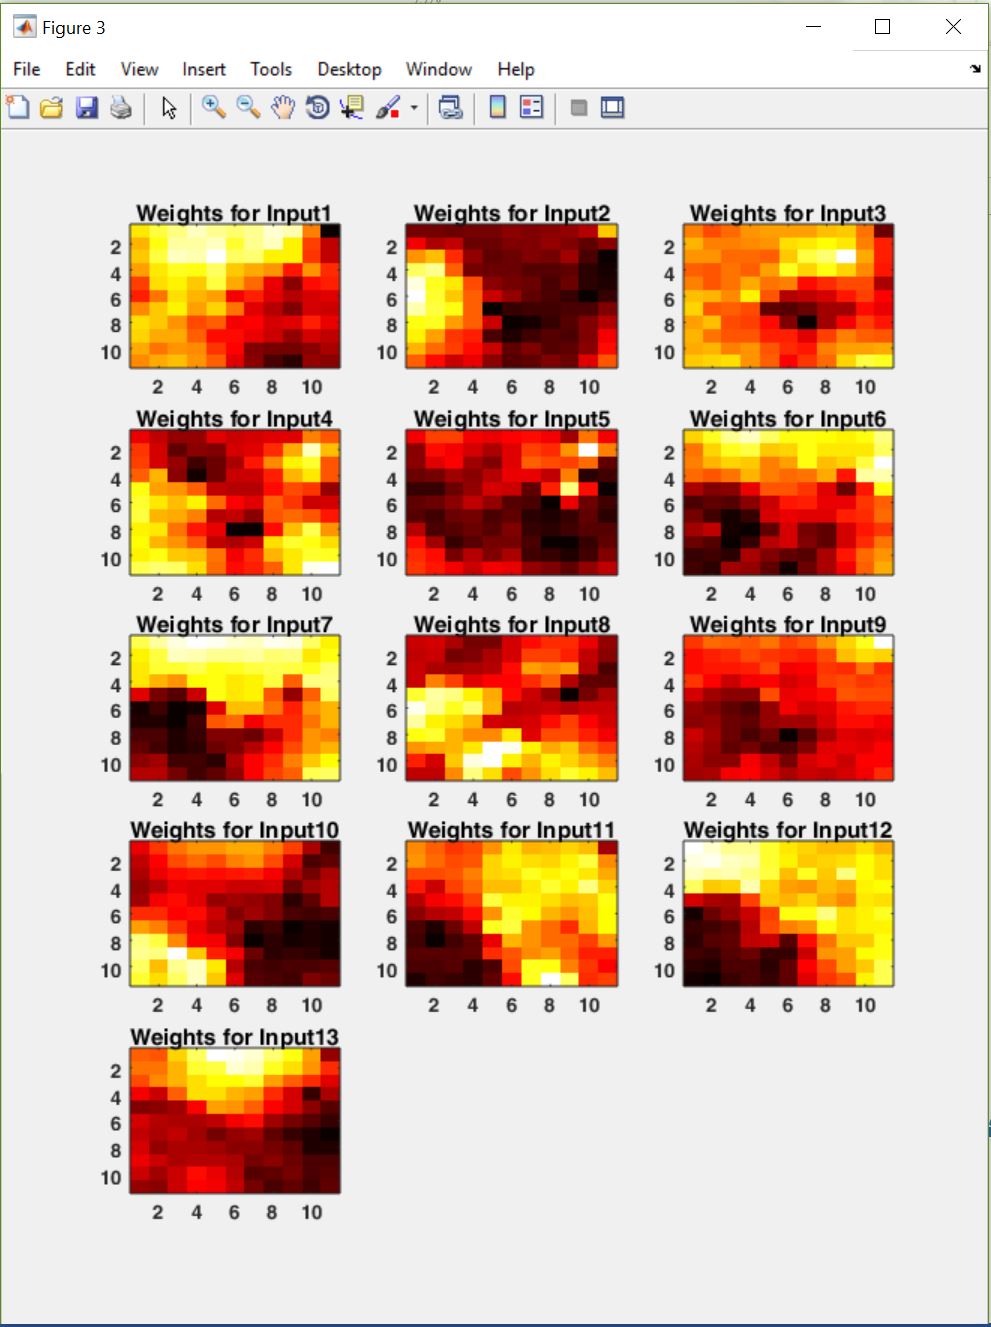 Figure 3
File Edit View Insert Tools Desktop Window Help
Weights for Input1 Weights for Input2 Weights for Input3
2 2 2
4 4 4
6 6 6
8 8 8
10 10 10
2 4 6 8 10 2 4 6 8 10 2 4 6 8 10
Weights for Input4 Weights for Input5 Weights for Input6
2 2 2
4 4 4
6 6 6
8 8 8
10 10 10
2 4 6 8 10 2 4 6 8 10 2 4 6 8 10
Weights for Input7 Weights for Input8 Weights for Input9
2 2 2
4 4 4
6 6 6
8 8 8
10 10 10
2 4 6 8 10 2 4 6 8 10 2 4 6 8 10
Weights for Input10 Weights for Input11 Weights for Input12
2 2 2
4 4 4
6 6 6
8 8 8
10 10 10
2 4 6 8 10 2 4 6 8 10 2 4 6 8 10
Weights for Input13
2
4
6
8
10
2 4 6 8 10